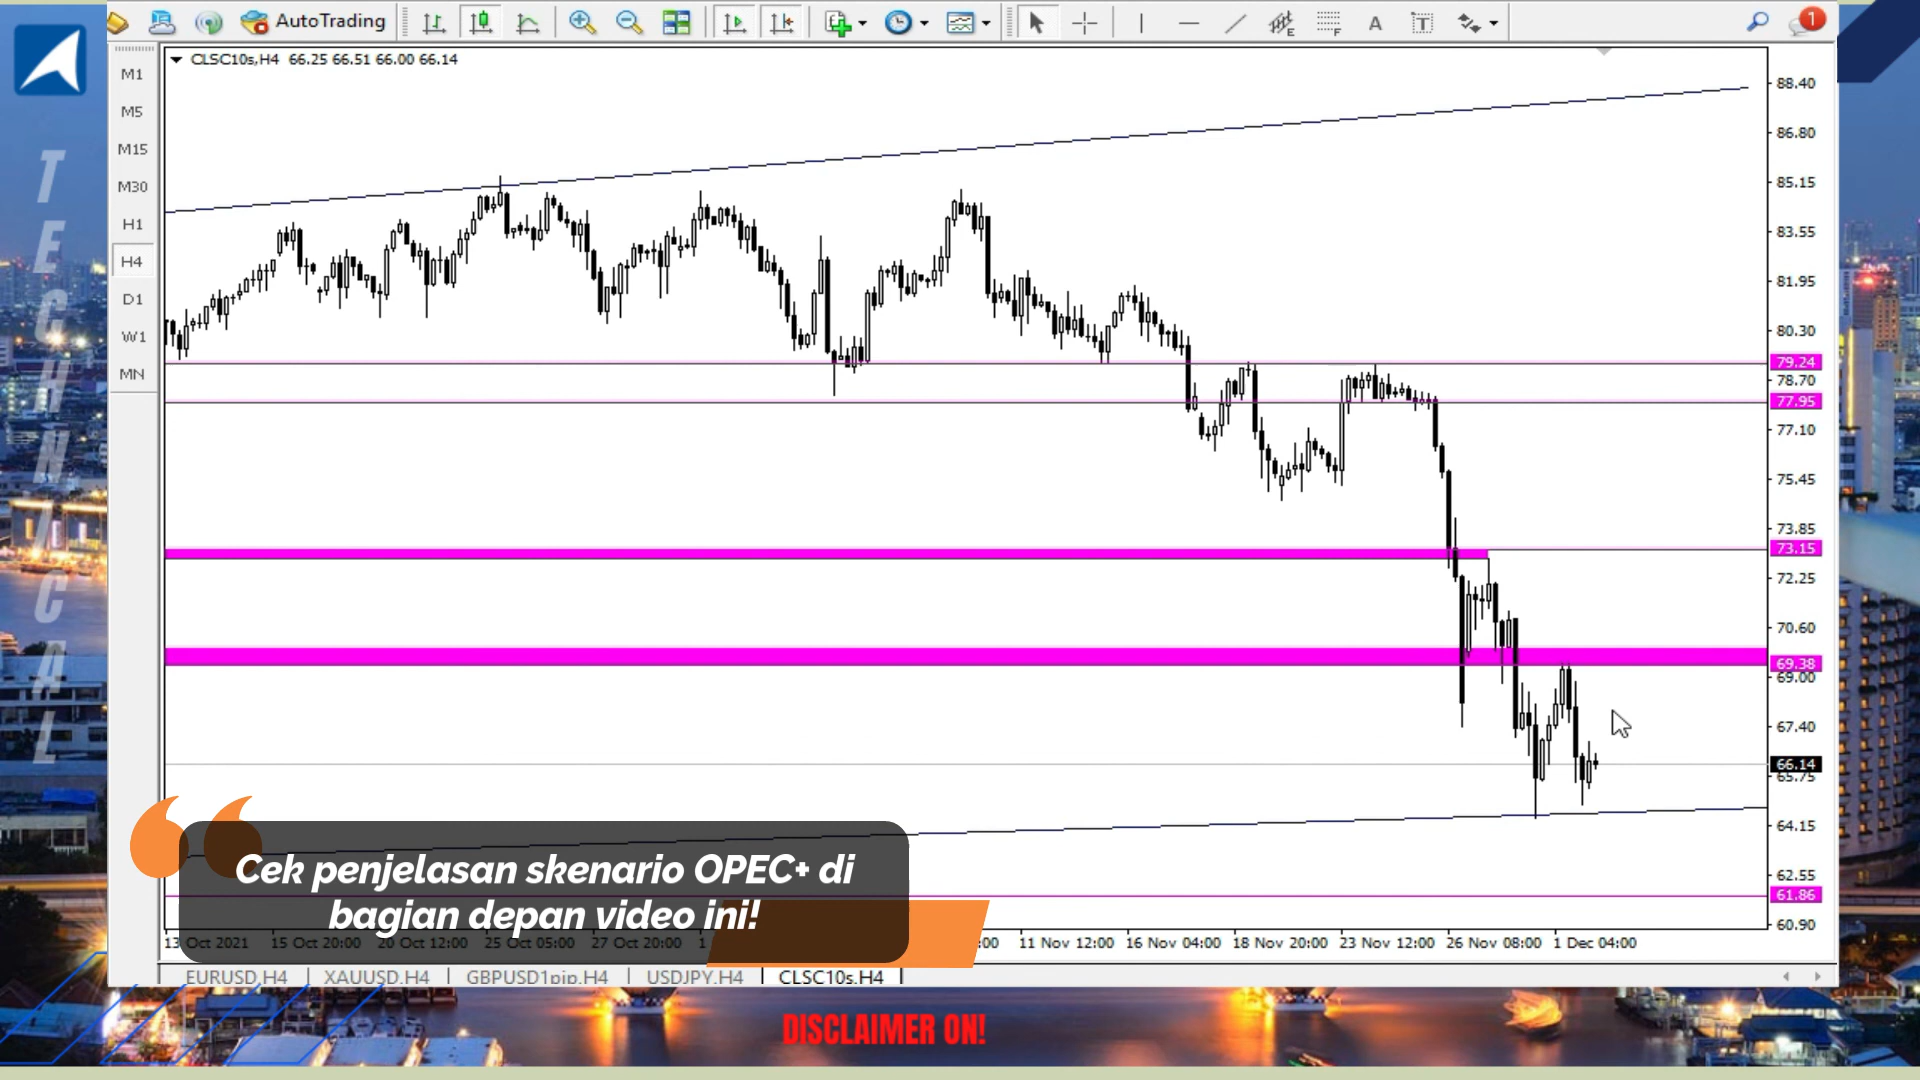 AutoTrading
1
CLSC10s,H4 66.25 66.51 66.00 66.14
M1
M5
M15
M30
H1
H4
D1
W1
MN
TECHNICAL
88.40
86.80
85.15
83.55
81.95
80.30
79.24
78.70
77.95
77.10
75.45
73.85
73.15
72.25
70.60
69.38
69.00
67.40
66.14
65.75
64.15
62.55
61.86
60.90
Cek penjelasan skenario OPEC+ di
bagian depan video ini!
13 Oct 2021 15 Oct 20:00 20 Oct 12:00 25 Oct 05:00 27 Oct 20:00 11 Nov 12:00 16 Nov 04:00 18 Nov 20:00 23 Nov 12:00 26 Nov 08:00 1 Dec 04:00
EURUSD,H4 XAUUSD,H4 GBPUSD1pip,H4 USDJPY,H4 CLSC10s,H4
DISCLAIMER ON!